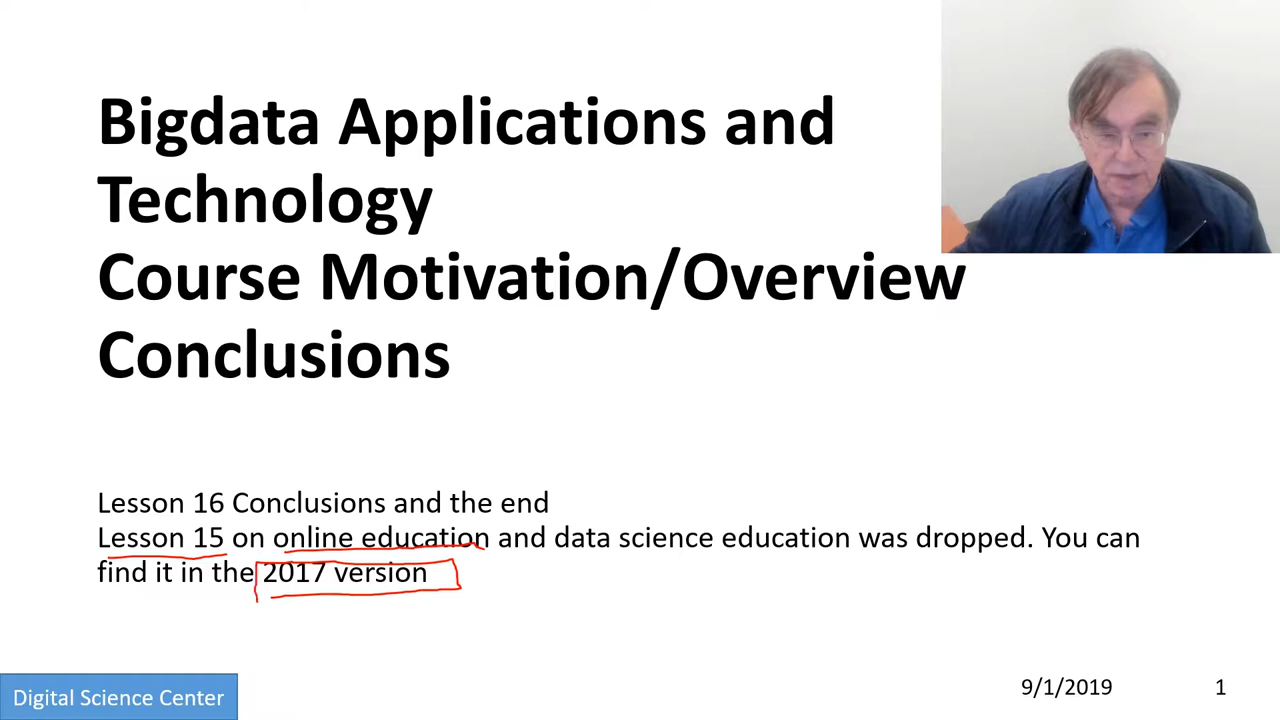 Bigdata Applications and
Technology
Course Motivation/Overview
Conclusions
Lesson 16 Conclusions and the end
Lesson 15 on online education and data science education was dropped. You can
find it in the 2017 version
Digital Science Center
9/1/2019
1